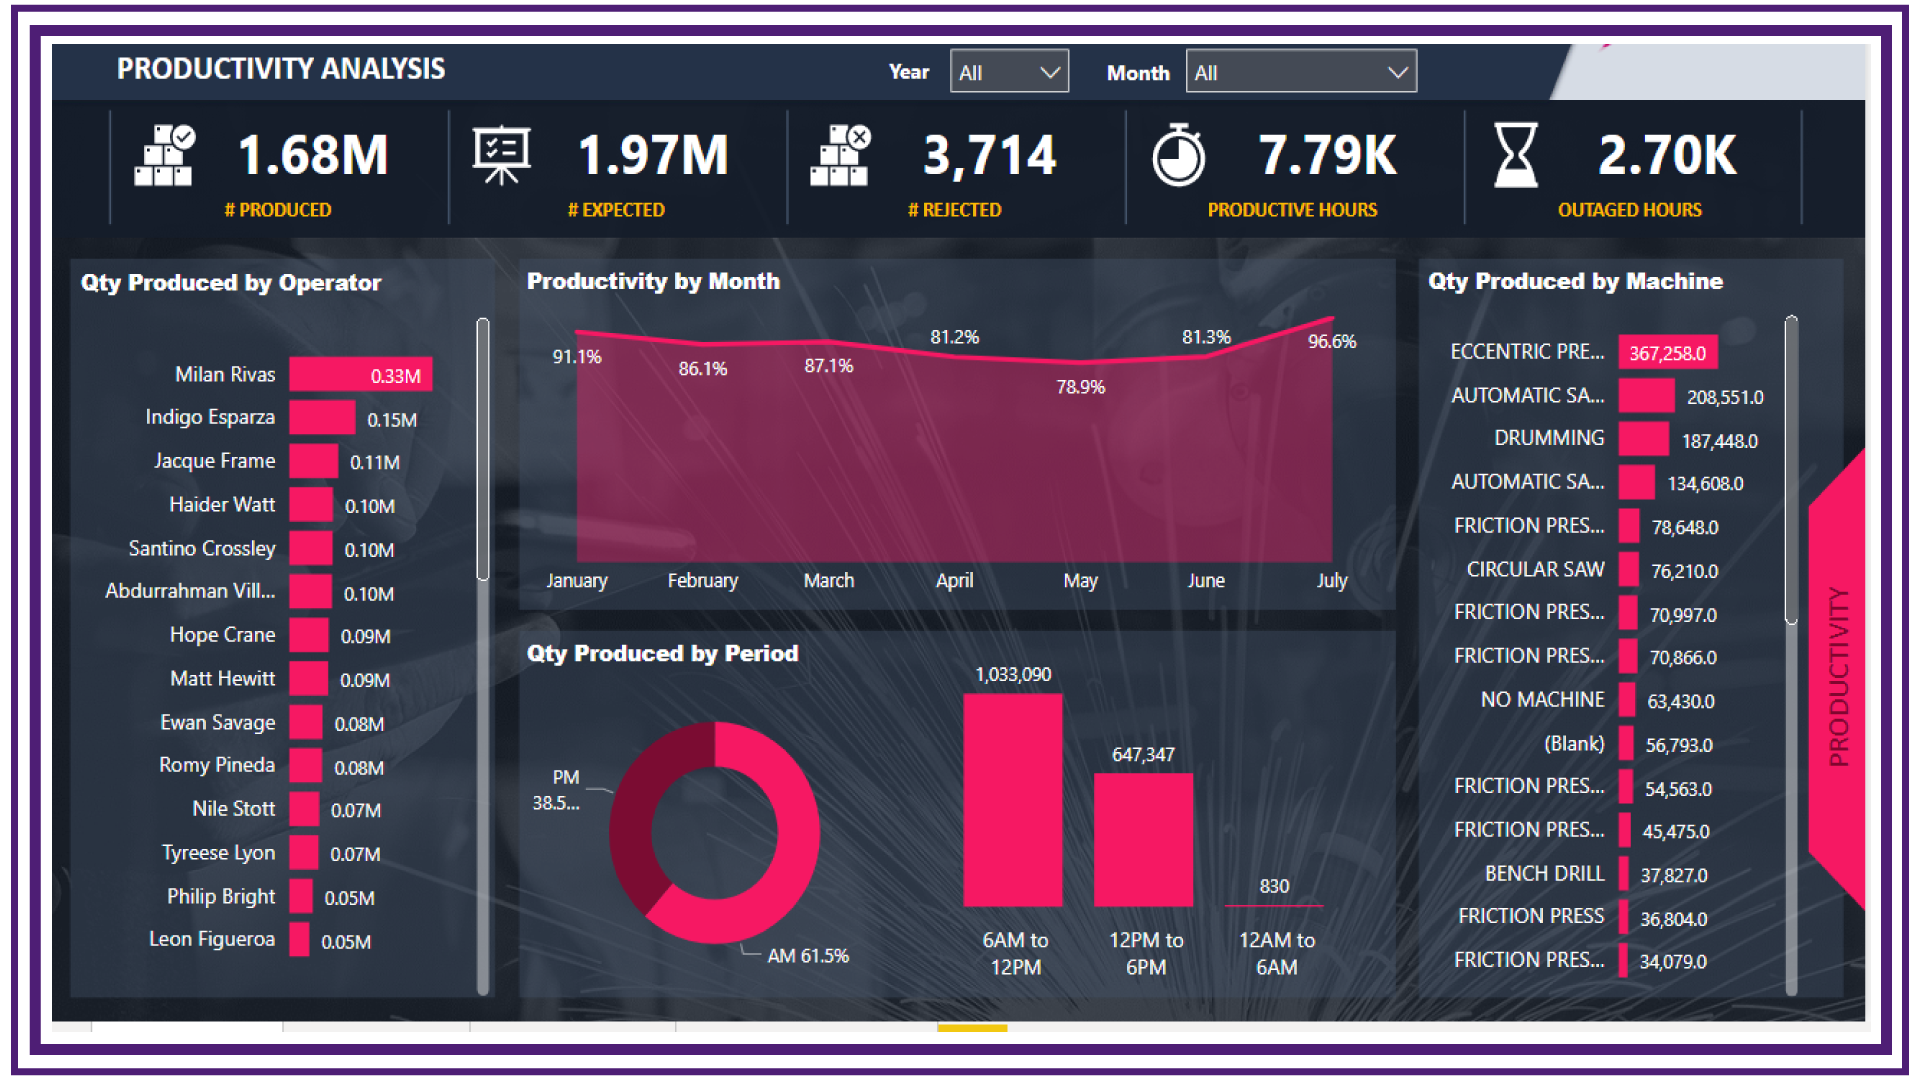 PRODUCTIVITY ANALYSIS
Year All Month All
1.68M
# PRODUCED
1.97M
# EXPECTED
3,714
# REJECTED
7.79K
PRODUCTIVE HOURS
2.70K
OUTAGED HOURS
Qty Produced by Operator
Milan Rivas 0.33M
Indigo Esparza 0.15M
Jacque Frame 0.11M
Haider Watt 0.10M
Santino Crossley 0.10M
Abdurrahman Vill... 0.10M
Hope Crane 0.09M
Matt Hewitt 0.09M
Ewan Savage 0.08M
Romy Pineda 0.08M
Nile Stott 0.07M
Tyreese Lyon 0.07M
Philip Bright 0.05M
Leon Figueroa 0.05M
Productivity by Month
91.1% 86.1% 87.1% 81.2% 78.9% 81.3% 96.6%
January February March April May June July
Qty Produced by Period
PM
38.5...
AM 61.5%
1,033,090
647,347
830
6AM to
12PM
12PM to
6PM
12AM to
6AM
Qty Produced by Machine
ECCENTRIC PRE... 367,258.0
AUTOMATIC SA... 208,551.0
DRUMMING 187,448.0
AUTOMATIC SA... 134,608.0
FRICTION PRES... 78,648.0
CIRCULAR SAW 76,210.0
FRICTION PRES... 70,997.0
FRICTION PRES... 70,866.0
NO MACHINE 63,430.0
(Blank) 56,793.0
FRICTION PRES... 54,563.0
FRICTION PRES... 45,475.0
BENCH DRILL 37,827.0
FRICTION PRESS 36,804.0
FRICTION PRES... 34,079.0
PRODUCTIVITY